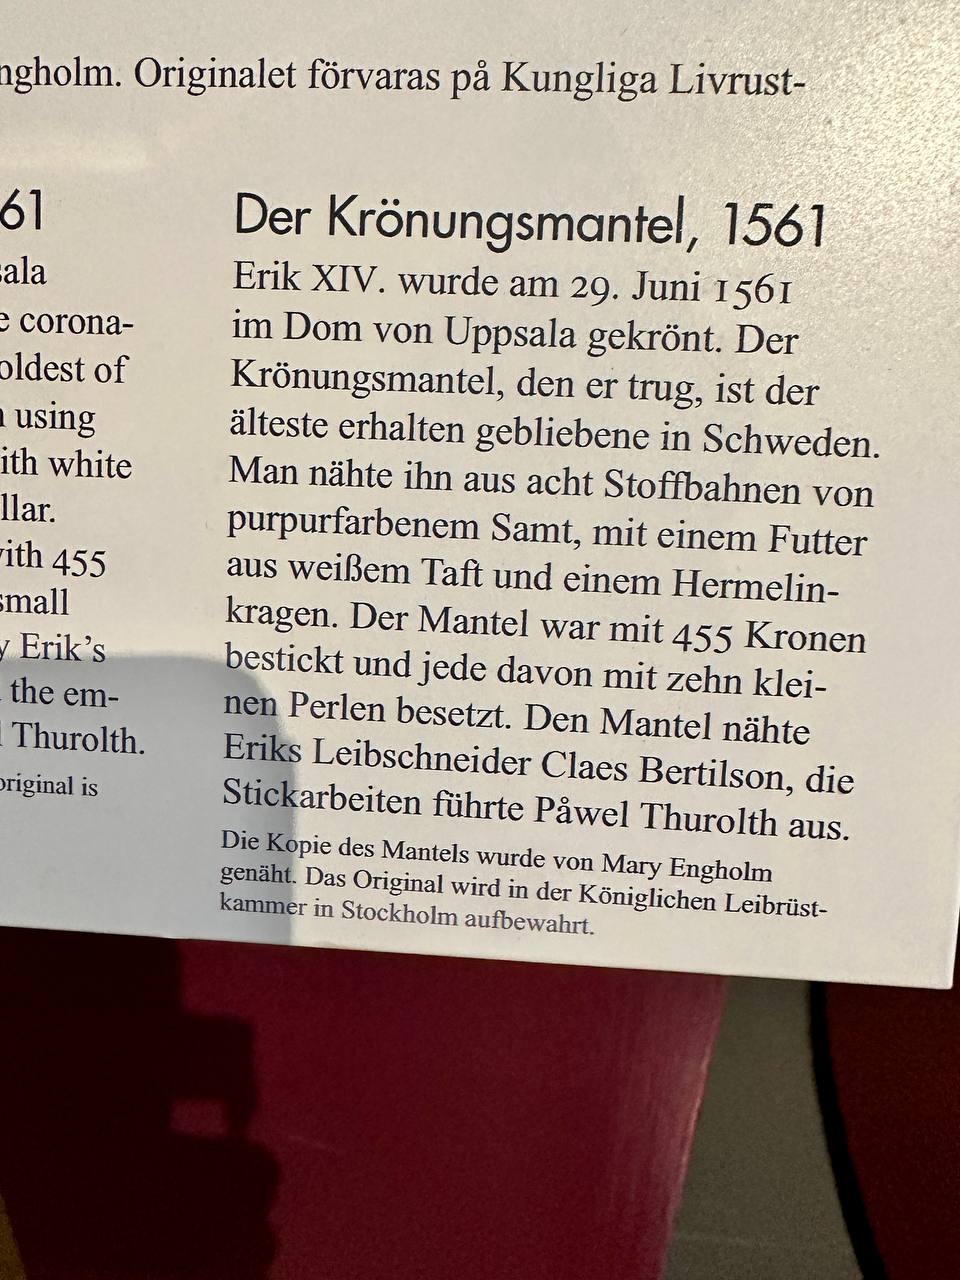 Originalet förvaras på Kungliga Livrust-
61
corona-
oldest of
using
with white
with 455
small
Erik's
the em-
Thurolth.
original is
Der Krönungsmantel, 1561
Erik XIV. wurde am 29. Juni 1561
im Dom von Uppsala gekrönt. Der
Krönungsmantel, den er trug, ist der
älteste erhalten gebliebene in Schweden.
Man nähte ihn aus acht Stoffbahnen von
purpurfarbenem Samt, mit einem Futter
aus weißem Taft und einem Hermelin-
kragen. Der Mantel war mit 455 Kronen
bestickt und jede davon mit zehn klei-
nen Perlen besetzt. Den Mantel nähte
Eriks Leibschneider Claes Bertilson, die
Stickarbeiten führte Påwel Thurolth aus.
Die Kopie des Mantels wurde von Mary Engholm
genäht. Das Original wird in der Königlichen Leibrüst-
kammer in Stockholm aufbewahrt.